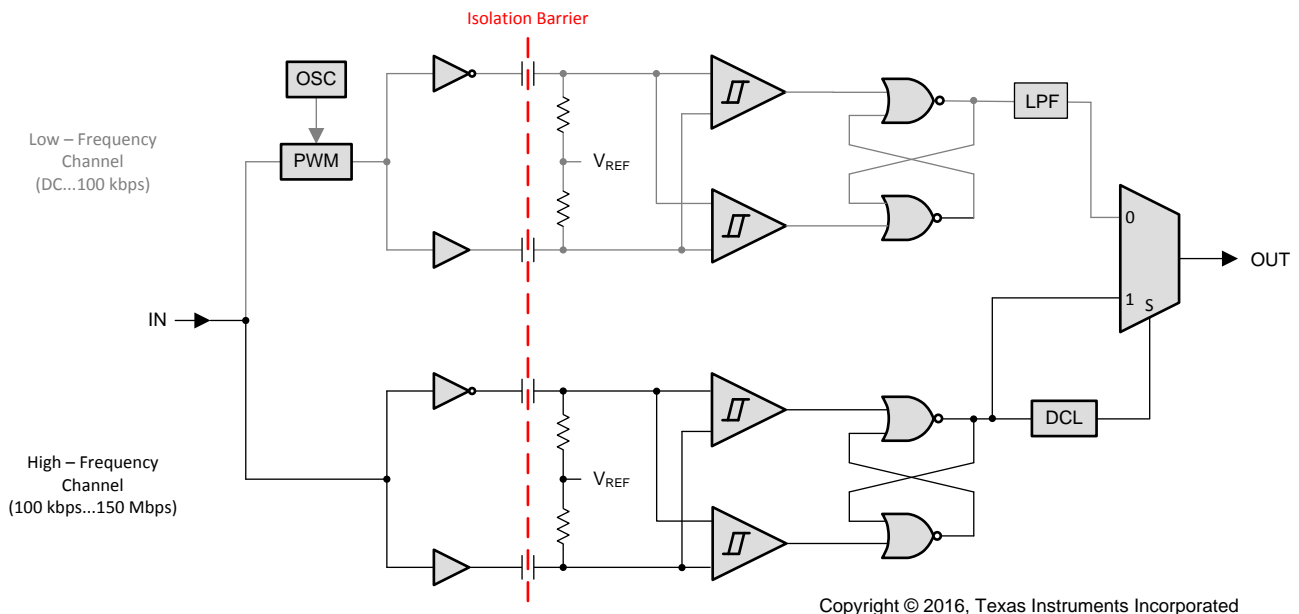 Isolation Barrier
OSC
PWM
Low – Frequency
Channel
(DC...100 kbps)
VREF
LPF
0
1
S
OUT
IN
High – Frequency
Channel
(100 kbps...150 Mbps)
VREF
DCL
Copyright © 2016, Texas Instruments Incorporated